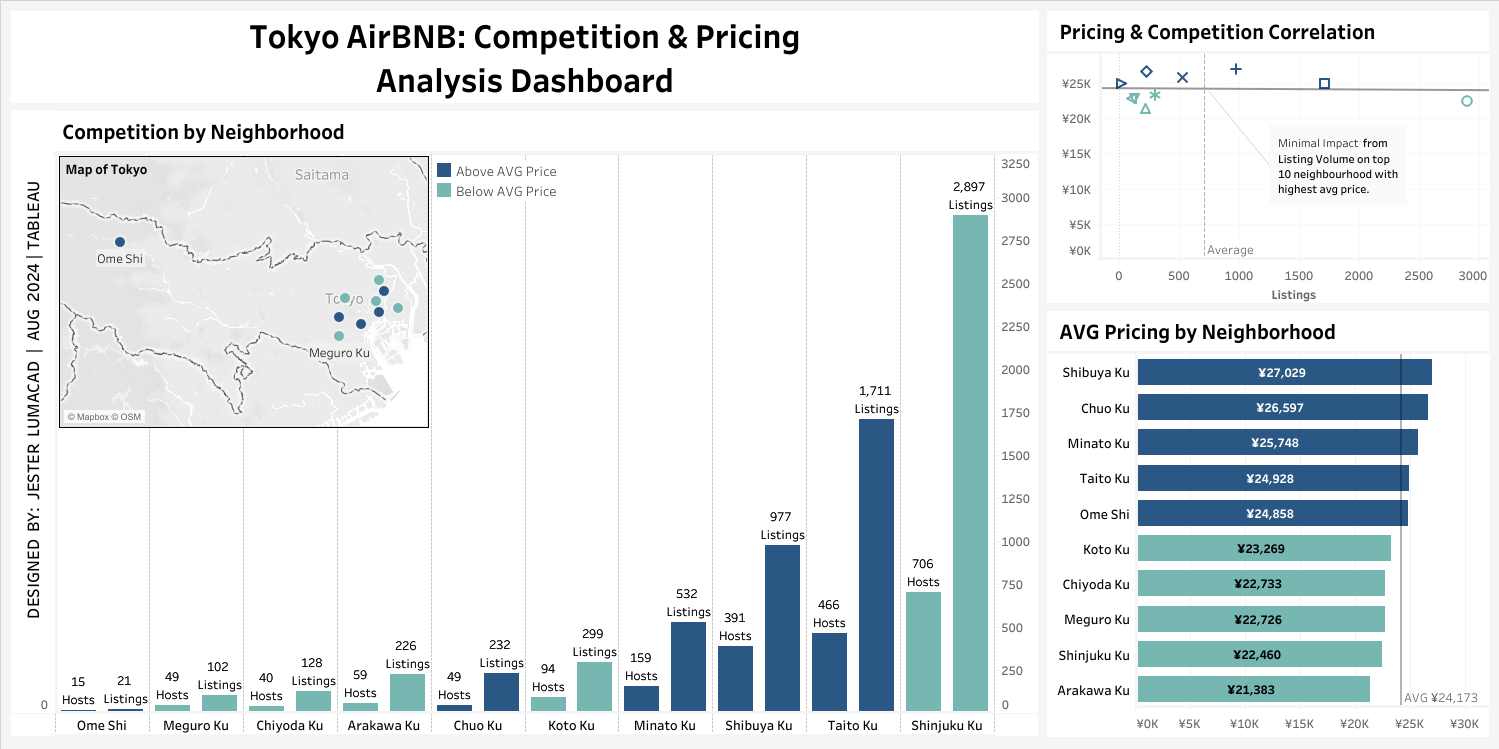 Tokyo AirBNB: Competition & Pricing
Analysis Dashboard
DESIGNED BY: JESTER LUMACAD | AUG 2024 | TABLEAU
Competition by Neighborhood
Map of Tokyo
Saitama
Ome Shi
Tokyo
Meguro Ku
© Mapbox © OSM
Above AVG Price
Below AVG Price
3250
3000
2750
2500
2250
2000
1750
1500
1250
1000
750
500
250
0
0
15
Hosts
21
Listings
49
Hosts
102
Listings
40
Hosts
128
Listings
59
Hosts
226
Listings
49
Hosts
232
Listings
94
Hosts
299
Listings
159
Hosts
532
Listings
391
Hosts
977
Listings
466
Hosts
1,711
Listings
706
Hosts
2,897
Listings
Ome Shi
Meguro Ku
Chiyoda Ku
Arakawa Ku
Chuo Ku
Koto Ku
Minato Ku
Shibuya Ku
Taito Ku
Shinjuku Ku
Pricing & Competition Correlation
¥25K
¥20K
¥15K
¥10K
¥5K
¥0K
Minimal Impact from
Listing Volume on top
10 neighbourhood with
highest avg price.
Average
0 500 1000 1500 2000 2500 3000
Listings
AVG Pricing by Neighborhood
Shibuya Ku ¥27,029
Chuo Ku ¥26,597
Minato Ku ¥25,748
Taito Ku ¥24,928
Ome Shi ¥24,858
Koto Ku ¥23,269
Chiyoda Ku ¥22,733
Meguro Ku ¥22,726
Shinjuku Ku ¥22,460
Arakawa Ku ¥21,383
AVG ¥24,173
¥0K ¥5K ¥10K ¥15K ¥20K ¥25K ¥30K